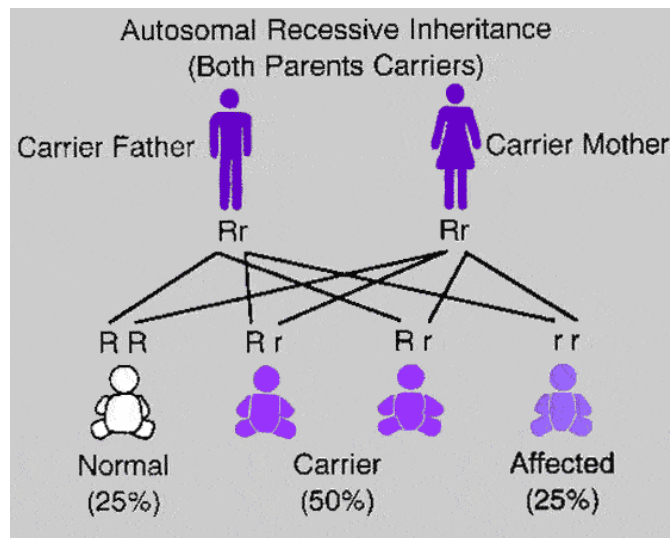 Autosomal Recessive Inheritance
(Both Parents Carriers)
Carrier Father
Carrier Mother
Rr
Rr
R R
R r
R r
r r
Normal
(25%)
Carrier
(50%)
Affected
(25%)